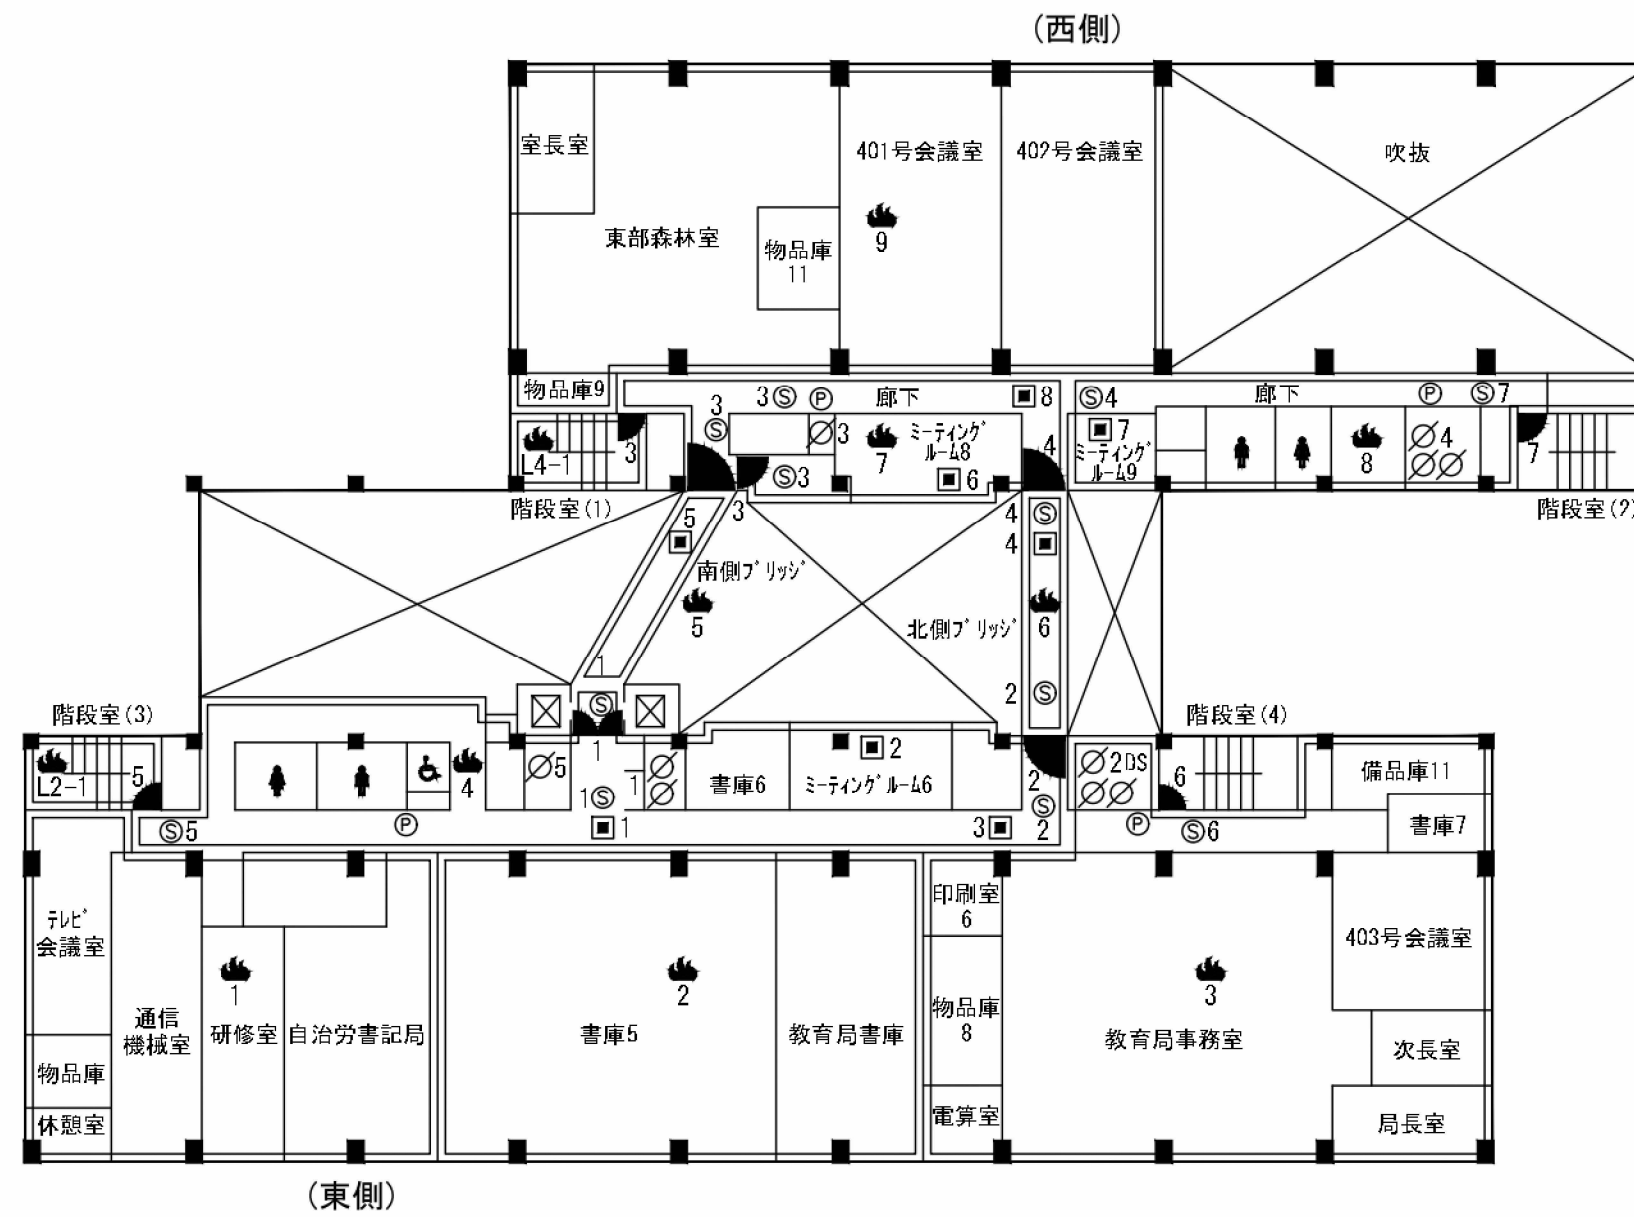 (西側)
室長室
401号会議室
402号会議室
吹抜
東部森林室
物品庫
11
9
物品庫9
3 Ⓢ Ⓟ
廊下
8
Ⓢ4
廊下
Ⓟ
Ⓢ7
3
Ⓢ
3
7
ミーティング
ルーム8
6
4
7
ミーティング
ルーム9
8
4
7
L4-1
3
Ⓢ3
階段室(1)
階段室(2)
5
3
4 Ⓢ
4
南側ブリッジ
5
北側ブリッジ
6
1
Ⓢ
2 Ⓢ
階段室(3)
階段室(4)
L2-1
5
4
5
1
1
1Ⓢ
書庫6
2
ミーティングルーム6
2
Ⓢ
2
2DS
6
備品庫11
書庫7
Ⓢ5
Ⓟ
1
3
Ⓟ
Ⓢ6
テレビ
会議室
通信
機械室
1
研修室
自治労書記局
2
書庫5
教育局書庫
印刷室
6
物品庫
8
電算室
3
教育局事務室
403号会議室
次長室
局長室
物品庫
休憩室
(東側)